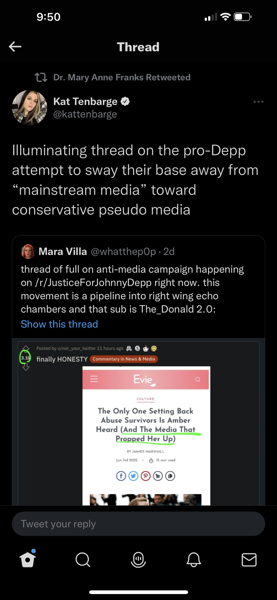 9:50
Thread
Dr. Mary Anne Franks Retweeted
Kat Tenbarge
@kattenbarge
Illuminating thread on the pro-Depp
attempt to sway their base away from
“mainstream media” toward
conservative pseudo media
Mara Villa @whatthep0p · 2d
thread of full on anti-media campaign happening
on /r/JusticeForJohnnyDepp right now. this
movement is a pipeline into right wing echo
chambers and that sub is The_Donald 2.0:
Show this thread
Posted by u/not_your_twitter 11 hours ago
finally HONESTY Commentary in News & Media
Evie
CULTURE
The Only One Setting Back
Abuse Survivors Is Amber
Heard (And The Media That
Propped Her Up)
Tweet your reply